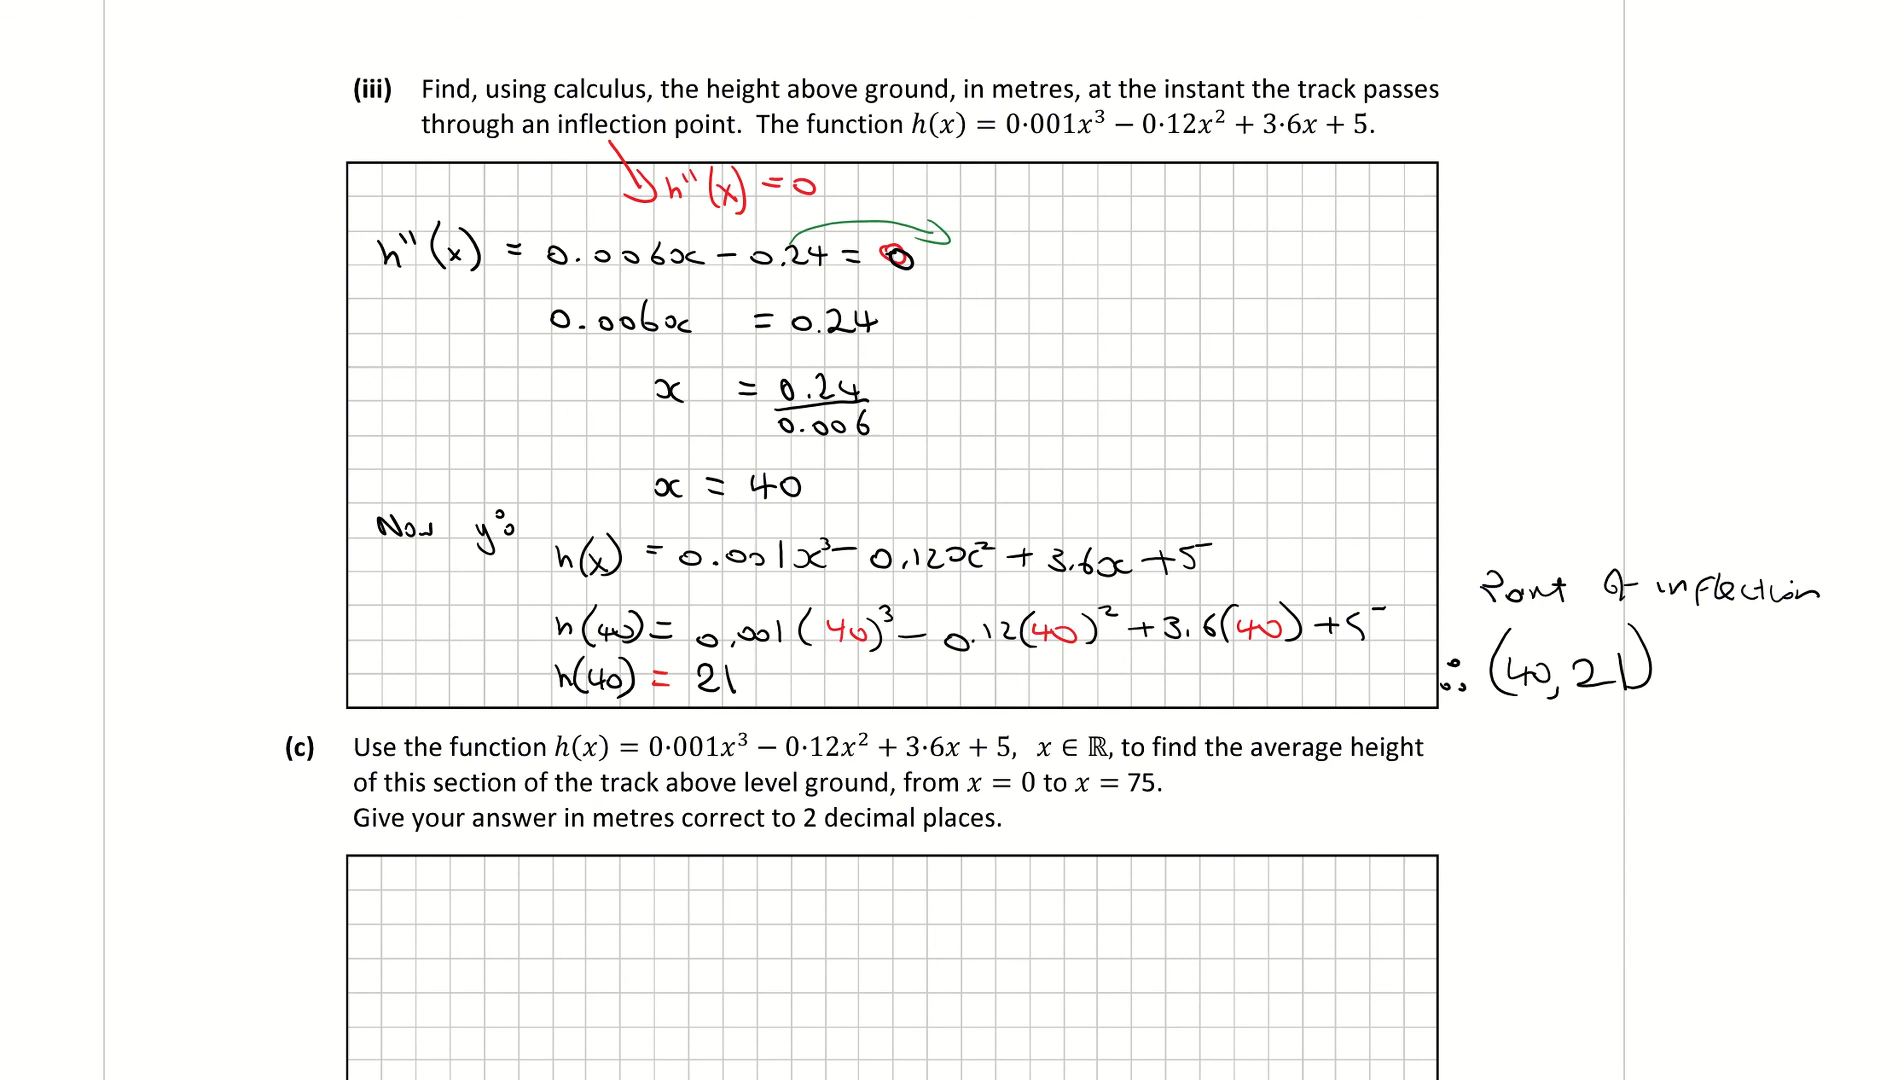 (iii) Find, using calculus, the height above ground, in metres, at the instant the track passes
through an inflection point. The function h(x) = 0·001x³ − 0·12x² + 3·6x + 5.
h''(x) = 0
h''(x) = 0.006x − 0.24 = 0
0.006x = 0.24
x = 0.24
0.006
x = 40
Now y:
h(x) = 0.001x³ − 0.12x² + 3.6x + 5
h(40) = 0.001(40)³ − 0.12(40)² + 3.6(40) + 5
h(40) = 21
Point of inflection
∴ (40, 21)
(c) Use the function h(x) = 0·001x³ − 0·12x² + 3·6x + 5, x ∈ ℝ, to find the average height
of this section of the track above level ground, from x = 0 to x = 75.
Give your answer in metres correct to 2 decimal places.